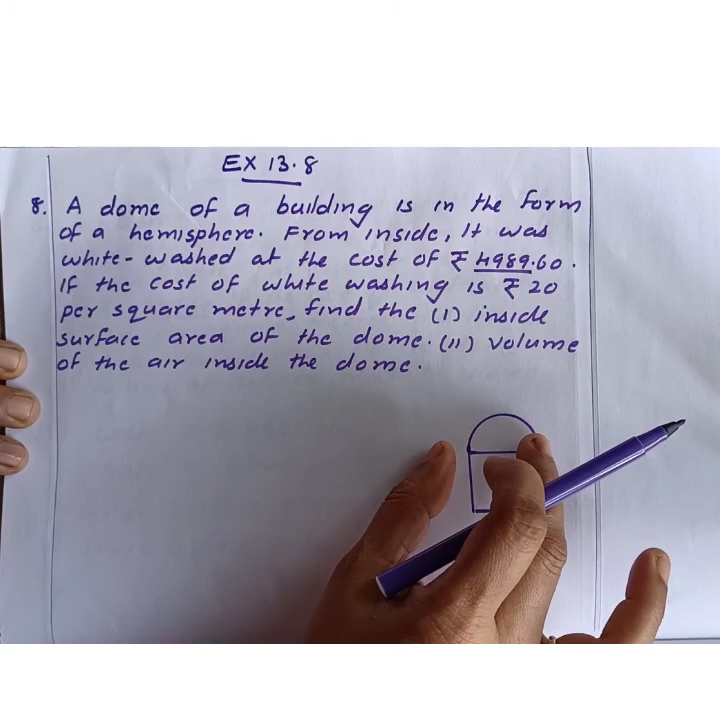 EX 13.8
8. A dome of a building is in the form
of a hemisphere. From inside, it was
white-washed at the cost of ₹ 4989.60.
If the cost of white washing is ₹ 20
per square metre, find the (I) inside
surface area of the dome. (II) volume
of the air inside the dome.